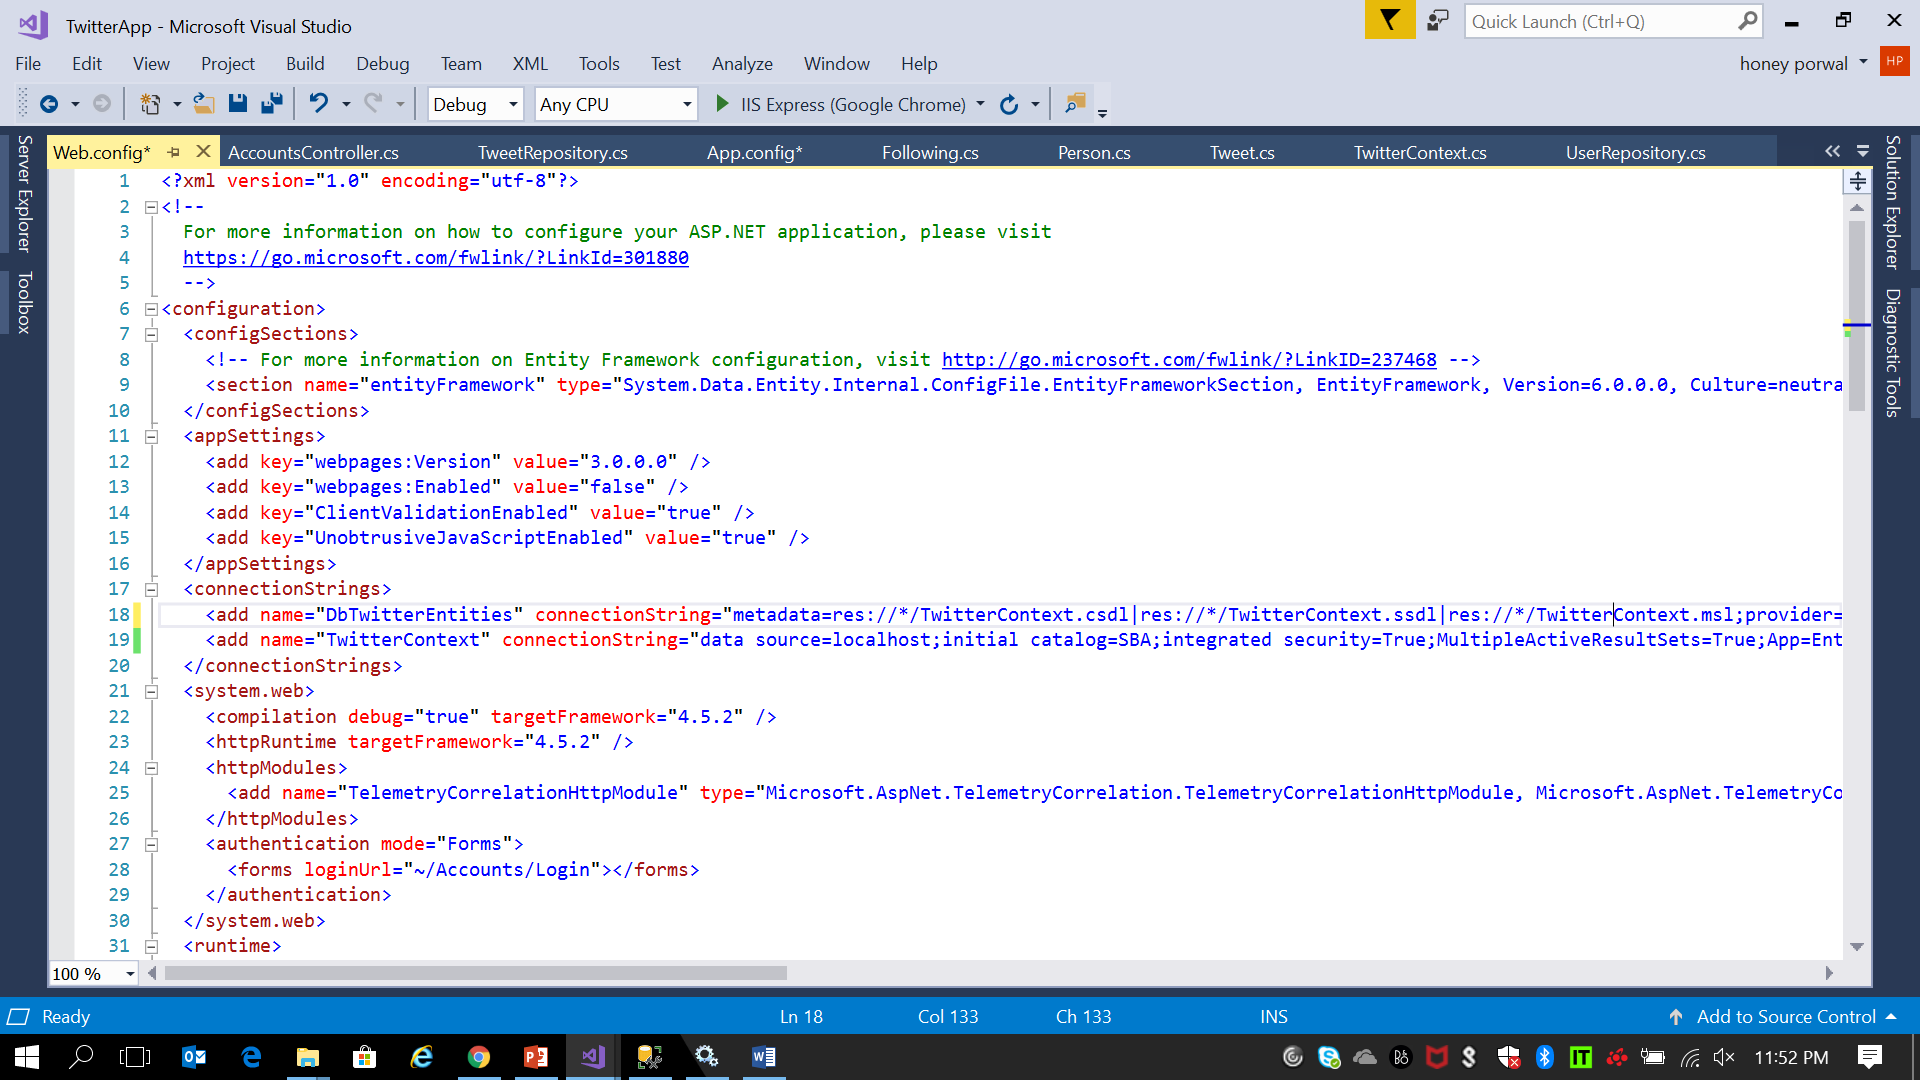 TwitterApp - Microsoft Visual Studio
Quick Launch (Ctrl+Q)
File Edit View Project Build Debug Team XML Tools Test Analyze Window Help
honey porwal HP
Debug Any CPU IIS Express (Google Chrome)
Server Explorer
Toolbox
Web.config* AccountsController.cs TweetRepository.cs App.config* Following.cs Person.cs Tweet.cs TwitterContext.cs UserRepository.cs
Solution Explorer
Diagnostic Tools
1 <?xml version="1.0" encoding="utf-8"?>
2 <!--
3 For more information on how to configure your ASP.NET application, please visit
4 https://go.microsoft.com/fwlink/?LinkId=301880
5 -->
6 <configuration>
7 <configSections>
8 <!-- For more information on Entity Framework configuration, visit http://go.microsoft.com/fwlink/?LinkID=237468 -->
9 <section name="entityFramework" type="System.Data.Entity.Internal.ConfigFile.EntityFrameworkSection, EntityFramework, Version=6.0.0.0, Culture=neutra
10 </configSections>
11 <appSettings>
12 <add key="webpages:Version" value="3.0.0.0" />
13 <add key="webpages:Enabled" value="false" />
14 <add key="ClientValidationEnabled" value="true" />
15 <add key="UnobtrusiveJavaScriptEnabled" value="true" />
16 </appSettings>
17 <connectionStrings>
18 <add name="DbTwitterEntities" connectionString="metadata=res://*/TwitterContext.csdl|res://*/TwitterContext.ssdl|res://*/TwitterContext.msl;provider=
19 <add name="TwitterContext" connectionString="data source=localhost;initial catalog=SBA;integrated security=True;MultipleActiveResultSets=True;App=Ent
20 </connectionStrings>
21 <system.web>
22 <compilation debug="true" targetFramework="4.5.2" />
23 <httpRuntime targetFramework="4.5.2" />
24 <httpModules>
25 <add name="TelemetryCorrelationHttpModule" type="Microsoft.AspNet.TelemetryCorrelation.TelemetryCorrelationHttpModule, Microsoft.AspNet.TelemetryCo
26 </httpModules>
27 <authentication mode="Forms">
28 <forms loginUrl="~/Accounts/Login"></forms>
29 </authentication>
30 </system.web>
31 <runtime>
100 %
Ready Ln 18 Col 133 Ch 133 INS Add to Source Control
11:52 PM